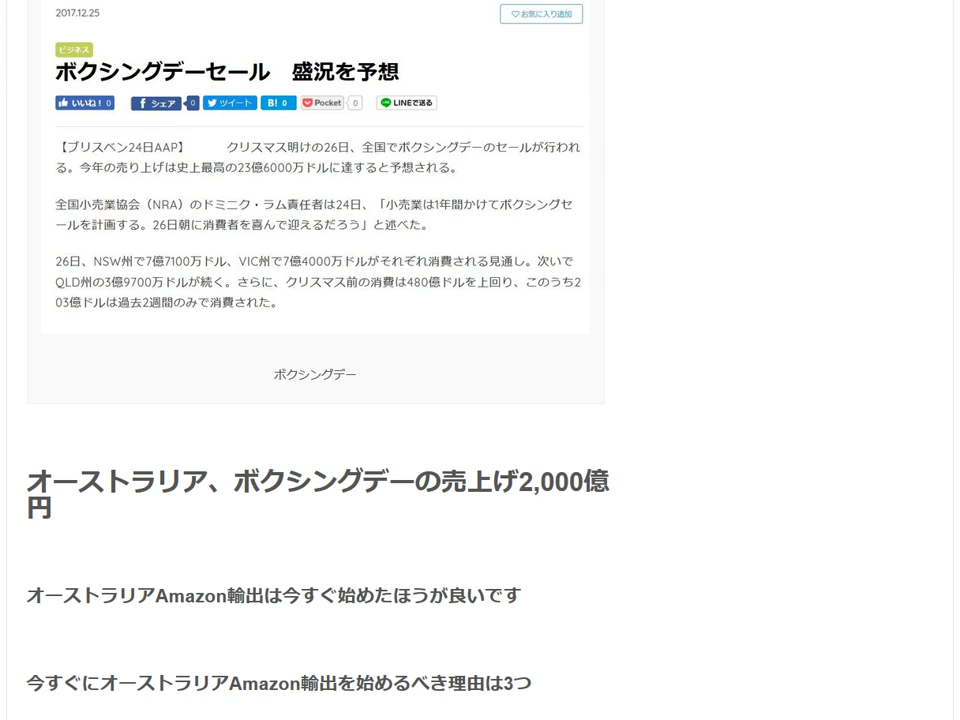 2017.12.25
♡お気に入り追加
ビジネス
ボクシングデーセール　盛況を予想
いいね！ 0
シェア 0
ツイート
B! 0
Pocket 0
LINEで送る
【ブリスベン24日AAP】　　　クリスマス明けの26日、全国でボクシングデーのセールが行われ
る。今年の売り上げは史上最高の23億6000万ドルに達すると予想される。
全国小売業協会（NRA）のドミニク・ラム責任者は24日、「小売業は1年間かけてボクシングセ
ールを計画する。26日朝に消費者を喜んで迎えるだろう」と述べた。
26日、NSW州で7億7100万ドル、VIC州で7億4000万ドルがそれぞれ消費される見通し。次いで
QLD州の3億9700万ドルが続く。さらに、クリスマス前の消費は480億ドルを上回り、このうち2
03億ドルは過去2週間のみで消費された。
ボクシングデー
オーストラリア、ボクシングデーの売上げ2,000億
円
オーストラリアAmazon輸出は今すぐ始めたほうが良いです
今すぐにオーストラリアAmazon輸出を始めるべき理由は3つ